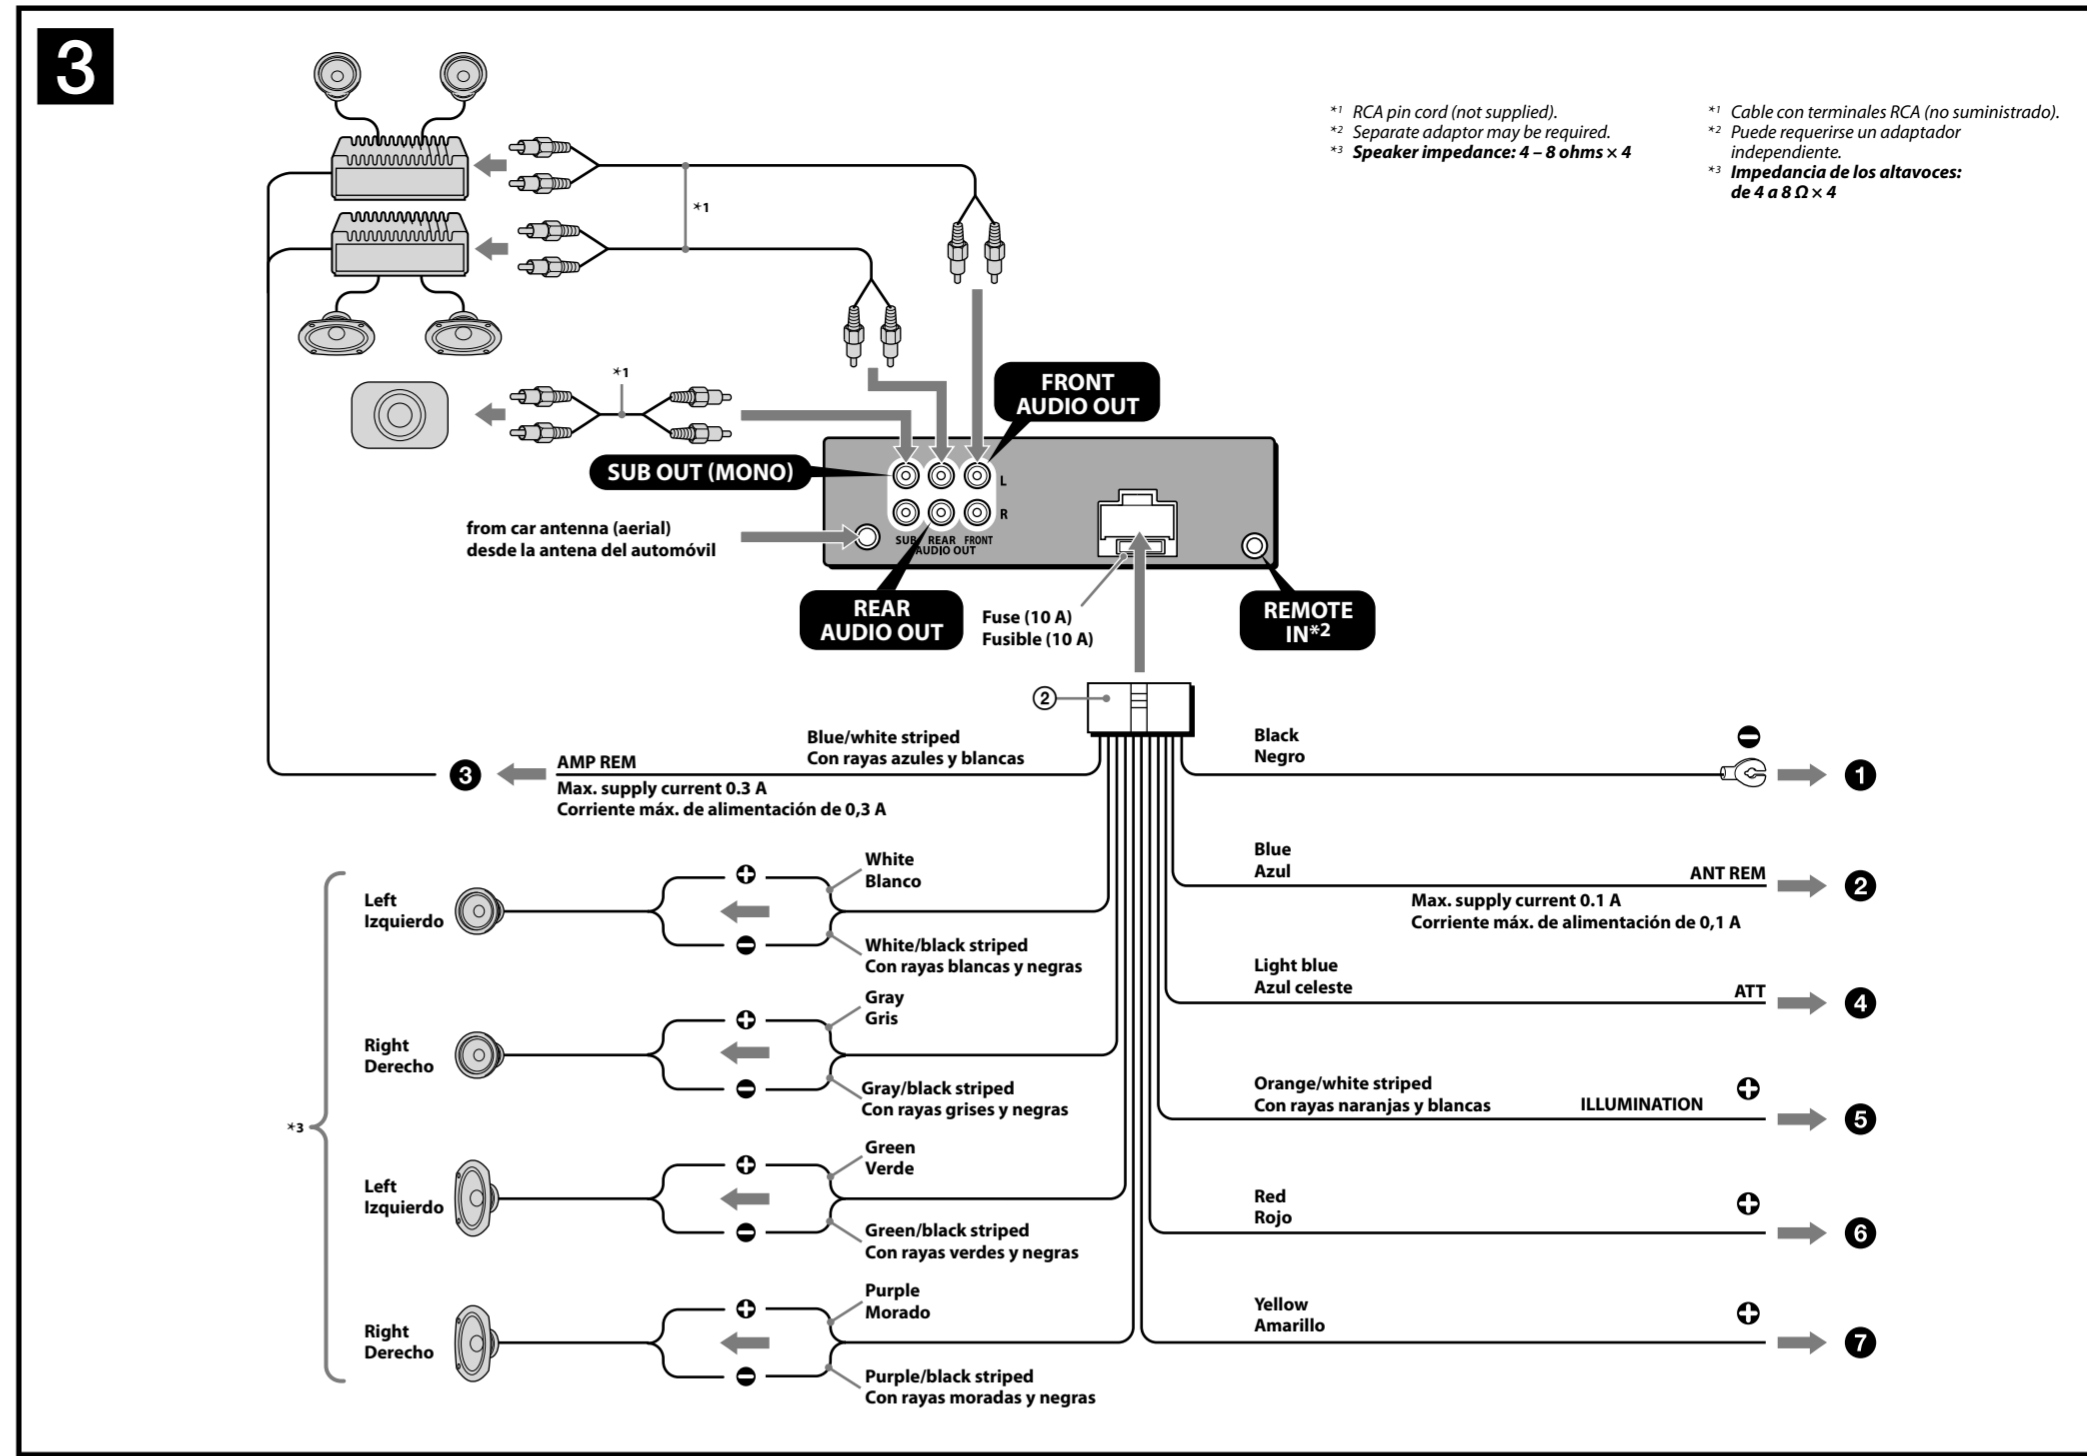 3
*1 RCA pin cord (not supplied).
*2 Separate adaptor may be required.
*3 Speaker impedance: 4 – 8 ohms × 4
*1 Cable con terminales RCA (no suministrado).
*2 Puede requerirse un adaptador
independiente.
*3 Impedancia de los altavoces:
de 4 a 8 Ω × 4
*1
*1
FRONT
AUDIO OUT
SUB OUT (MONO)
L
R
SUB REAR FRONT
AUDIO OUT
from car antenna (aerial)
desde la antena del automóvil
REAR
AUDIO OUT
Fuse (10 A)
Fusible (10 A)
REMOTE
IN*2
2
Blue/white striped
Con rayas azules y blancas
3
AMP REM
Max. supply current 0.3 A
Corriente máx. de alimentación de 0,3 A
Black
Negro
1
Blue
Azul
ANT REM
2
Max. supply current 0.1 A
Corriente máx. de alimentación de 0,1 A
Light blue
Azul celeste
ATT
4
Orange/white striped
Con rayas naranjas y blancas
ILLUMINATION
+
5
Red
Rojo
+
6
Yellow
Amarillo
+
7
*3
Left
Izquierdo
+
−
White
Blanco
White/black striped
Con rayas blancas y negras
Right
Derecho
+
−
Gray
Gris
Gray/black striped
Con rayas grises y negras
Left
Izquierdo
+
−
Green
Verde
Green/black striped
Con rayas verdes y negras
Right
Derecho
+
−
Purple
Morado
Purple/black striped
Con rayas moradas y negras